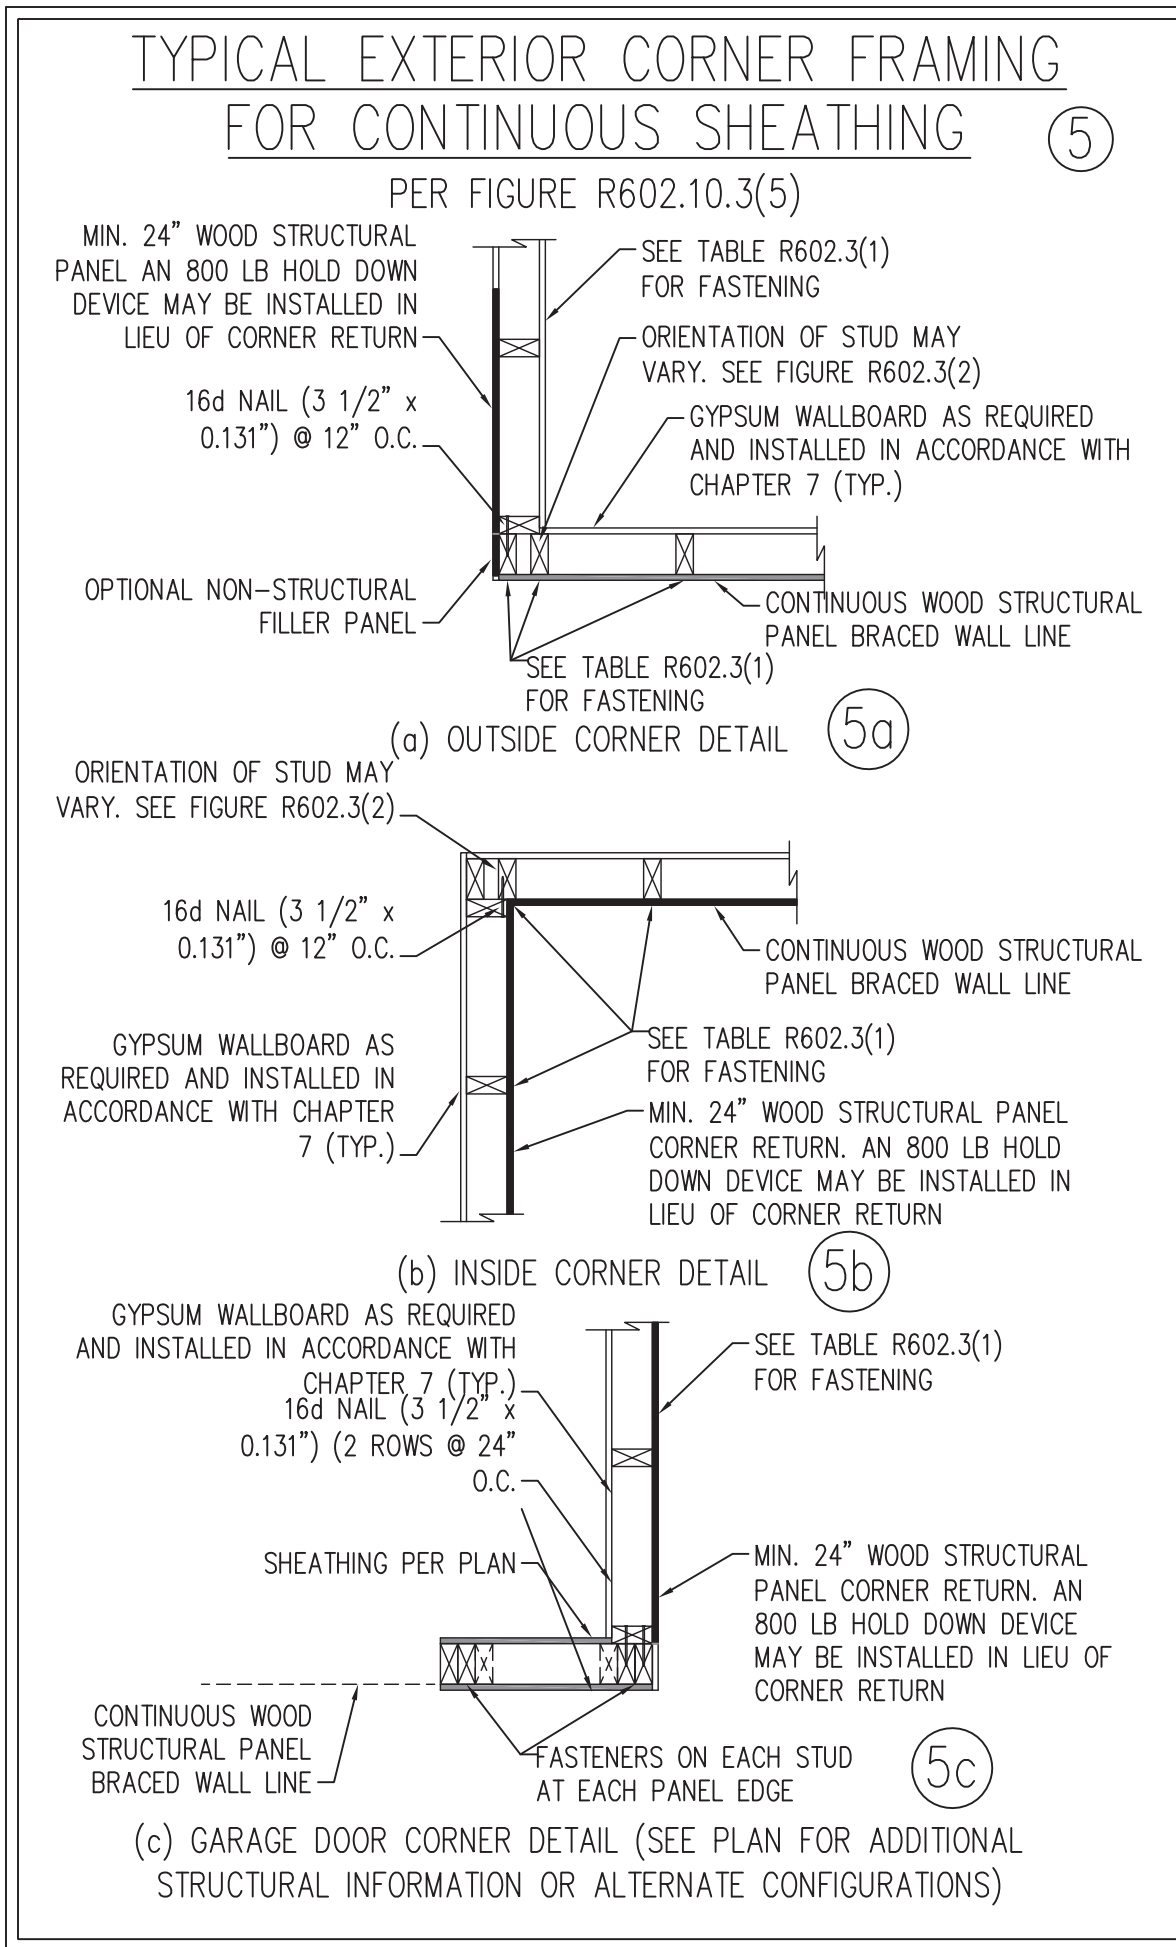 TYPICAL EXTERIOR CORNER FRAMING
FOR CONTINUOUS SHEATHING
5
PER FIGURE R602.10.3(5)
MIN. 24" WOOD STRUCTURAL
PANEL AN 800 LB HOLD DOWN
DEVICE MAY BE INSTALLED IN
LIEU OF CORNER RETURN
SEE TABLE R602.3(1)
FOR FASTENING
ORIENTATION OF STUD MAY
VARY. SEE FIGURE R602.3(2)
16d NAIL (3 1/2" x
0.131") @ 12" O.C.
GYPSUM WALLBOARD AS REQUIRED
AND INSTALLED IN ACCORDANCE WITH
CHAPTER 7 (TYP.)
OPTIONAL NON-STRUCTURAL
FILLER PANEL
CONTINUOUS WOOD STRUCTURAL
PANEL BRACED WALL LINE
SEE TABLE R602.3(1)
FOR FASTENING
(a) OUTSIDE CORNER DETAIL
5a
ORIENTATION OF STUD MAY
VARY. SEE FIGURE R602.3(2)
16d NAIL (3 1/2" x
0.131") @ 12" O.C.
CONTINUOUS WOOD STRUCTURAL
PANEL BRACED WALL LINE
GYPSUM WALLBOARD AS
REQUIRED AND INSTALLED IN
ACCORDANCE WITH CHAPTER
7 (TYP.)
SEE TABLE R602.3(1)
FOR FASTENING
MIN. 24" WOOD STRUCTURAL PANEL
CORNER RETURN. AN 800 LB HOLD
DOWN DEVICE MAY BE INSTALLED IN
LIEU OF CORNER RETURN
(b) INSIDE CORNER DETAIL
5b
GYPSUM WALLBOARD AS REQUIRED
AND INSTALLED IN ACCORDANCE WITH
CHAPTER 7 (TYP.)
16d NAIL (3 1/2" x
0.131") (2 ROWS @ 24"
O.C.
SEE TABLE R602.3(1)
FOR FASTENING
SHEATHING PER PLAN
MIN. 24" WOOD STRUCTURAL
PANEL CORNER RETURN. AN
800 LB HOLD DOWN DEVICE
MAY BE INSTALLED IN LIEU OF
CORNER RETURN
CONTINUOUS WOOD
STRUCTURAL PANEL
BRACED WALL LINE
FASTENERS ON EACH STUD
AT EACH PANEL EDGE
5c
(c) GARAGE DOOR CORNER DETAIL (SEE PLAN FOR ADDITIONAL
STRUCTURAL INFORMATION OR ALTERNATE CONFIGURATIONS)